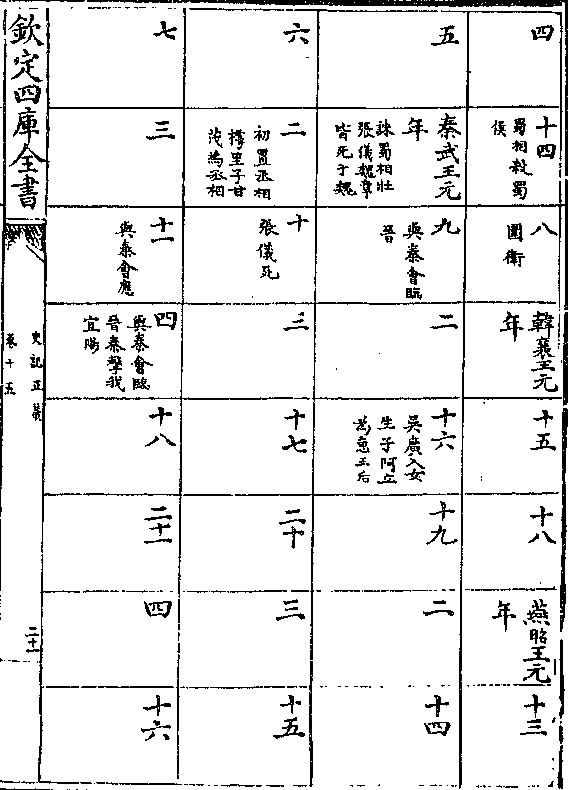 四
十四
蜀相殺蜀
侯
八
圍衛
韓襄王元
年
十五
十八
燕昭王元
年
十三
五
秦武王元
年
誅蜀相壯
張儀魏章
皆死于魏
九
與秦會臨
晉
二
十六
吳廣入女
生子阿立
為惠王后
十九
二
十四
六
二
初置丞相
樗里子甘
茂為丞相
十
張儀死
三
十七
二十
三
十五
七
三
十一
與秦會應
四
與秦會臨
晉秦擊我
宜陽
十八
二十一
四
十六
欽定四庫全書
史記正義
卷十五
二十一